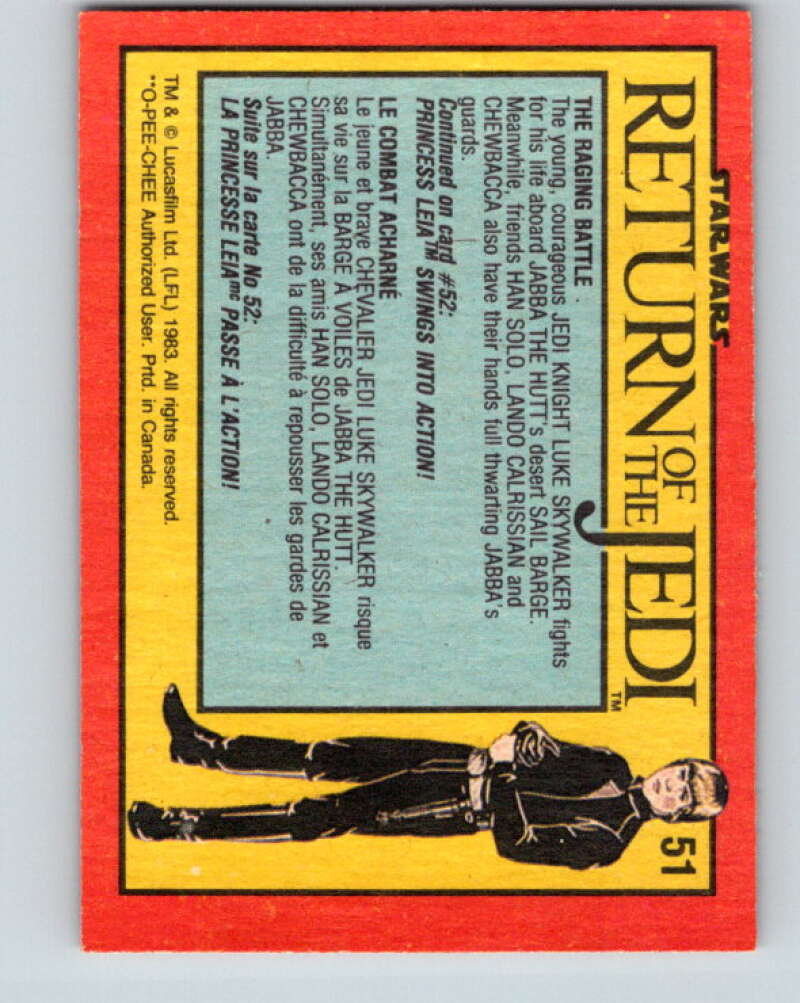 STAR WARS
RETURN OF THE JEDI™
51
THE RAGING BATTLE
The young, courageous JEDI KNIGHT LUKE SKYWALKER fights
for his life aboard JABBA THE HUTT's desert SAIL BARGE.
Meanwhile, friends HAN SOLO, LANDO CALRISSIAN and
CHEWBACCA also have their hands full thwarting JABBA's
guards.
Continued on card #52:
PRINCESS LEIA™ SWINGS INTO ACTION!
LE COMBAT ACHARNÉ
Le jeune et brave CHEVALIER JEDI LUKE SKYWALKER risque
sa vie sur la BARGE À VOILES de JABBA THE HUTT.
Simultanément, ses amis HAN SOLO, LANDO CALRISSIAN et
CHEWBACCA ont de la difficulté à repousser les gardes de
JABBA.
Suite sur la carte No 52:
LA PRINCESSE LEIAmc PASSE À L'ACTION!
TM & © Lucasfilm Ltd. (LFL) 1983. All rights reserved.
**O-PEE-CHEE Authorized User. Prtd. in Canada.